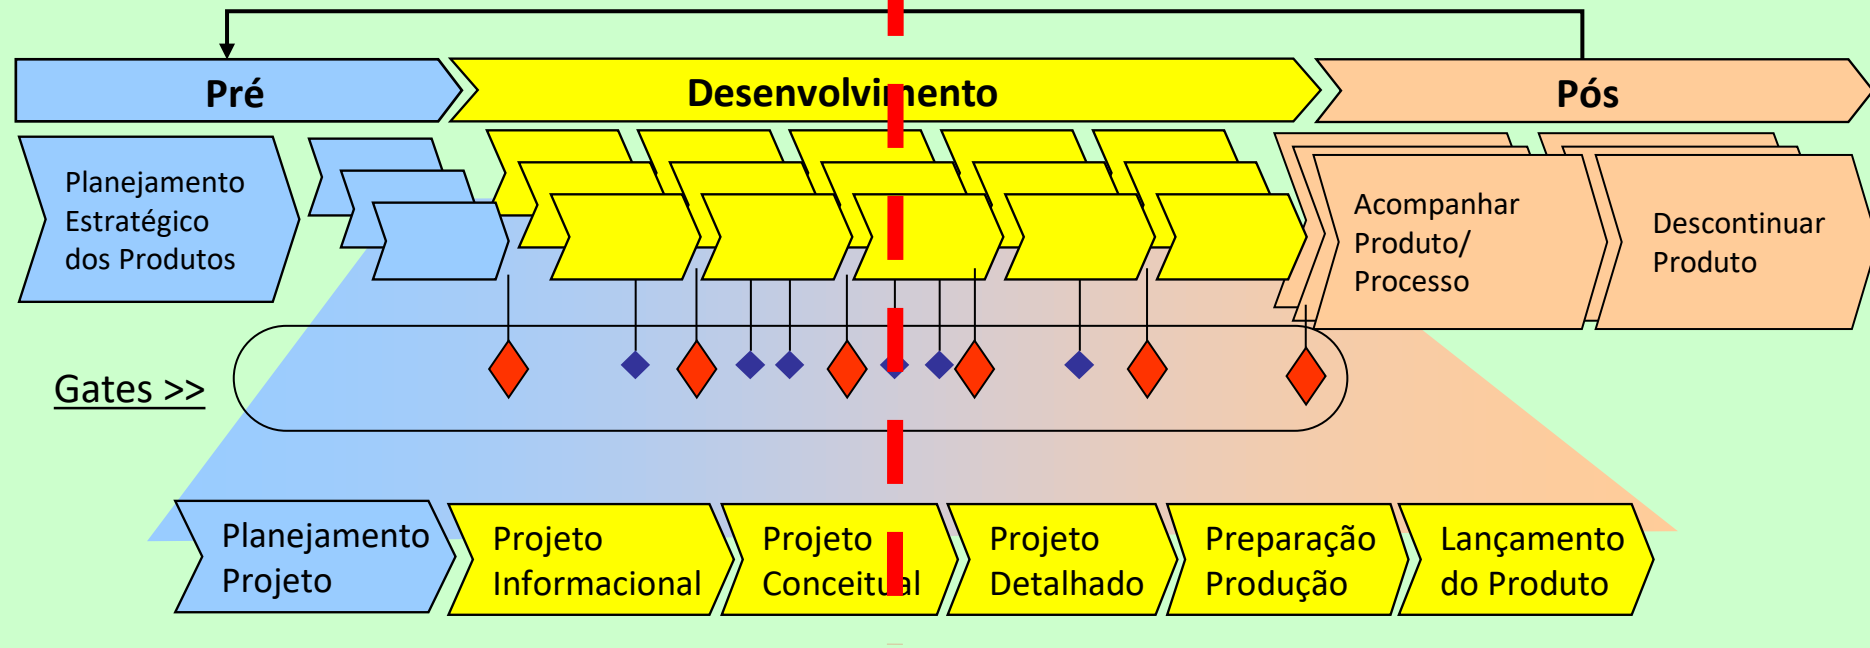 Pré
Desenvolvimento
Pós
Planejamento
Estratégico
dos Produtos
Acompanhar
Produto/
Processo
Descontinuar
Produto
Gates >>
Planejamento
Projeto
Projeto
Informacional
Projeto
Conceitual
Projeto
Detalhado
Preparação
Produção
Lançamento
do Produto